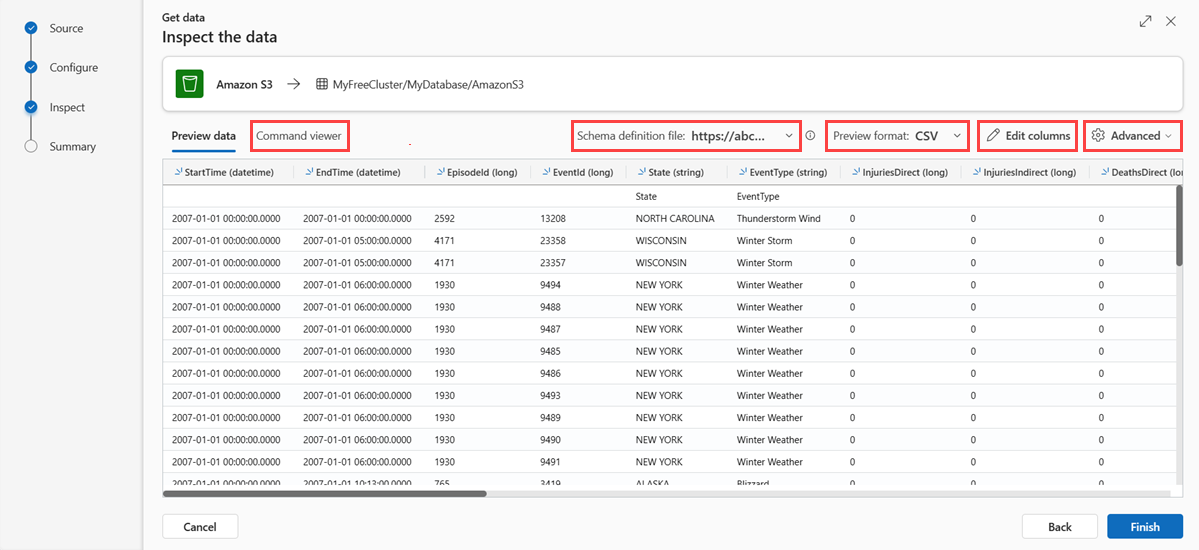 Source
Configure
Inspect
Summary
Get data
Inspect the data
Amazon S3 → MyFreeCluster/MyDatabase/AmazonS3
Preview data Command viewer Schema definition file: https://abc... Preview format: CSV Edit columns Advanced
StartTime (datetime) EndTime (datetime) EpisodeId (long) EventId (long) State (string) EventType (string) InjuriesDirect (long) InjuriesIndirect (long) DeathsDirect (lon
State EventType
2007-01-01 00:00:00.0000 2007-01-01 00:00:00.0000 2592 13208 NORTH CAROLINA Thunderstorm Wind 0 0 0
2007-01-01 00:00:00.0000 2007-01-01 05:00:00.0000 4171 23358 WISCONSIN Winter Storm 0 0 0
2007-01-01 00:00:00.0000 2007-01-01 05:00:00.0000 4171 23357 WISCONSIN Winter Storm 0 0 0
2007-01-01 00:00:00.0000 2007-01-01 06:00:00.0000 1930 9494 NEW YORK Winter Weather 0 0 0
2007-01-01 00:00:00.0000 2007-01-01 06:00:00.0000 1930 9488 NEW YORK Winter Weather 0 0 0
2007-01-01 00:00:00.0000 2007-01-01 06:00:00.0000 1930 9487 NEW YORK Winter Weather 0 0 0
2007-01-01 00:00:00.0000 2007-01-01 06:00:00.0000 1930 9485 NEW YORK Winter Weather 0 0 0
2007-01-01 00:00:00.0000 2007-01-01 06:00:00.0000 1930 9486 NEW YORK Winter Weather 0 0 0
2007-01-01 00:00:00.0000 2007-01-01 06:00:00.0000 1930 9493 NEW YORK Winter Weather 0 0 0
2007-01-01 00:00:00.0000 2007-01-01 06:00:00.0000 1930 9489 NEW YORK Winter Weather 0 0 0
2007-01-01 00:00:00.0000 2007-01-01 06:00:00.0000 1930 9490 NEW YORK Winter Weather 0 0 0
2007-01-01 00:00:00.0000 2007-01-01 06:00:00.0000 1930 9491 NEW YORK Winter Weather 0 0 0
2007-01-01 00:00:00.0000 2007-01-01 10:13:00.0000 765 3419 ALASKA Blizzard 0 0 0
Cancel Back Finish